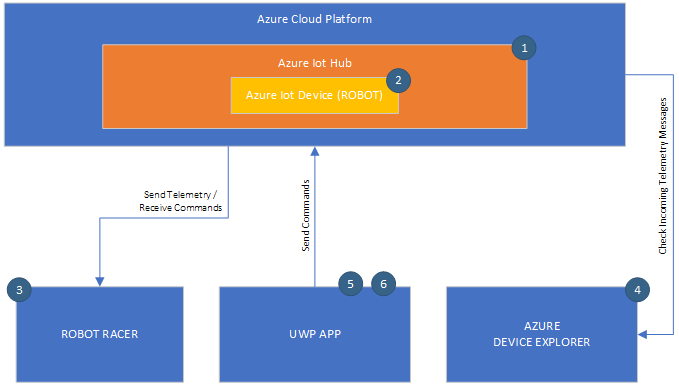 Azure Cloud Platform
1
Azure Iot Hub
2
Azure Iot Device (ROBOT)
Send Telemetry /
Receive Commands
Send Commands
Check Incoming Telemetry Messages
3
ROBOT RACER
5
6
UWP APP
4
AZURE
DEVICE EXPLORER